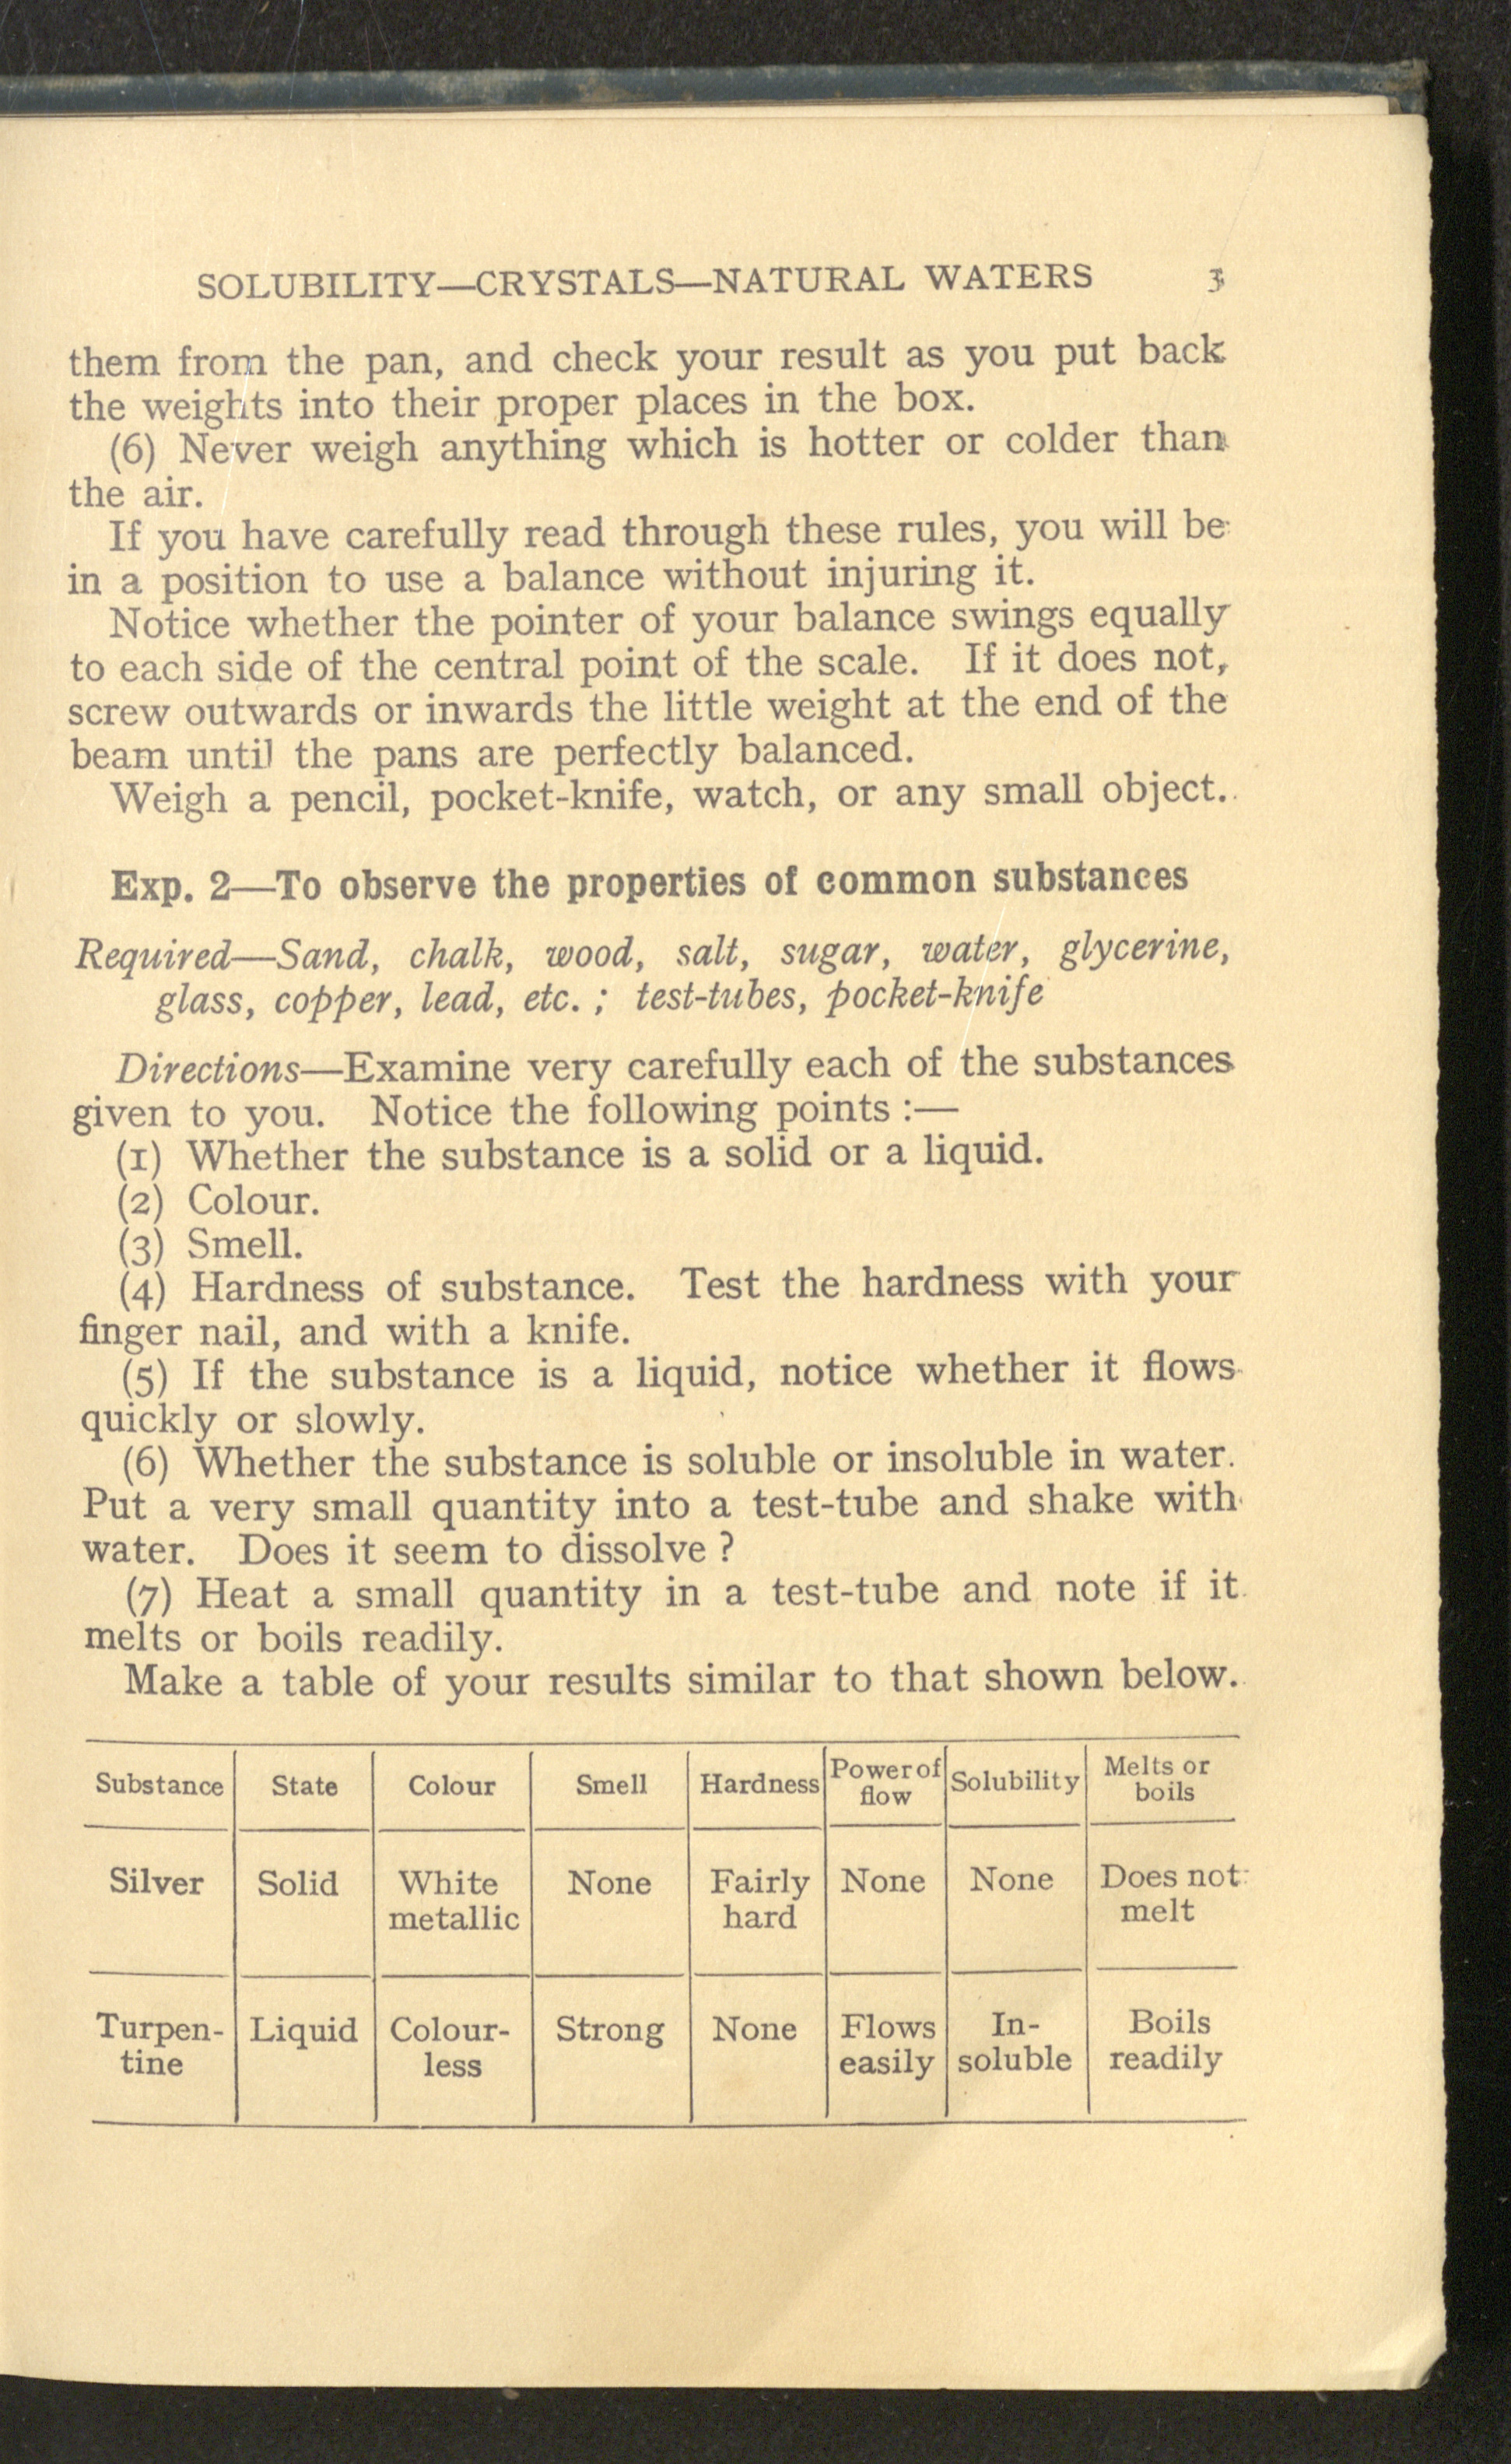 SOLUBILITY—CRYSTALS—NATURAL WATERS 3
them from the pan, and check your result as you put back
the weights into their proper places in the box.
(6) Never weigh anything which is hotter or colder than
the air.
If you have carefully read through these rules, you will be
in a position to use a balance without injuring it.
Notice whether the pointer of your balance swings equally
to each side of the central point of the scale. If it does not,
screw outwards or inwards the little weight at the end of the
beam until the pans are perfectly balanced.
Weigh a pencil, pocket-knife, watch, or any small object.
Exp. 2—To observe the properties of common substances
Required—Sand, chalk, wood, salt, sugar, water, glycerine,
glass, copper, lead, etc. ; test-tubes, pocket-knife
Directions—Examine very carefully each of the substances
given to you. Notice the following points :—
(1) Whether the substance is a solid or a liquid.
(2) Colour.
(3) Smell.
(4) Hardness of substance. Test the hardness with your
finger nail, and with a knife.
(5) If the substance is a liquid, notice whether it flows
quickly or slowly.
(6) Whether the substance is soluble or insoluble in water.
Put a very small quantity into a test-tube and shake with
water. Does it seem to dissolve ?
(7) Heat a small quantity in a test-tube and note if it
melts or boils readily.
Make a table of your results similar to that shown below.
Substance State Colour Smell Hardness Power of Solubility Melts or
flow boils
Silver Solid White None Fairly None None Does not
metallic hard melt
Turpen- Liquid Colour- Strong None Flows In- Boils
tine less easily soluble readily